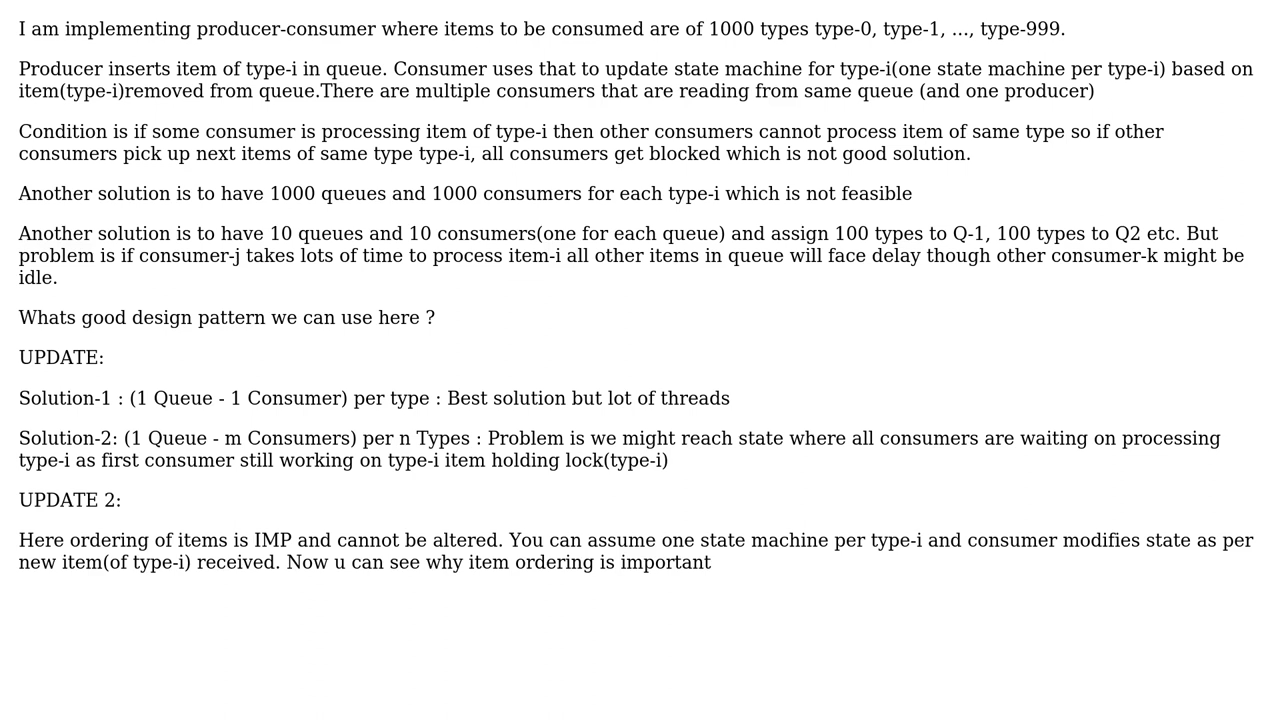 I am implementing producer-consumer where items to be consumed are of 1000 types type-0, type-1, ..., type-999.
Producer inserts item of type-i in queue. Consumer uses that to update state machine for type-i(one state machine per type-i) based on
item(type-i)removed from queue.There are multiple consumers that are reading from same queue (and one producer)
Condition is if some consumer is processing item of type-i then other consumers cannot process item of same type so if other
consumers pick up next items of same type type-i, all consumers get blocked which is not good solution.
Another solution is to have 1000 queues and 1000 consumers for each type-i which is not feasible
Another solution is to have 10 queues and 10 consumers(one for each queue) and assign 100 types to Q-1, 100 types to Q2 etc. But
problem is if consumer-j takes lots of time to process item-i all other items in queue will face delay though other consumer-k might be
idle.
Whats good design pattern we can use here ?
UPDATE:
Solution-1 : (1 Queue - 1 Consumer) per type : Best solution but lot of threads
Solution-2: (1 Queue - m Consumers) per n Types : Problem is we might reach state where all consumers are waiting on processing
type-i as first consumer still working on type-i item holding lock(type-i)
UPDATE 2:
Here ordering of items is IMP and cannot be altered. You can assume one state machine per type-i and consumer modifies state as per
new item(of type-i) received. Now u can see why item ordering is important